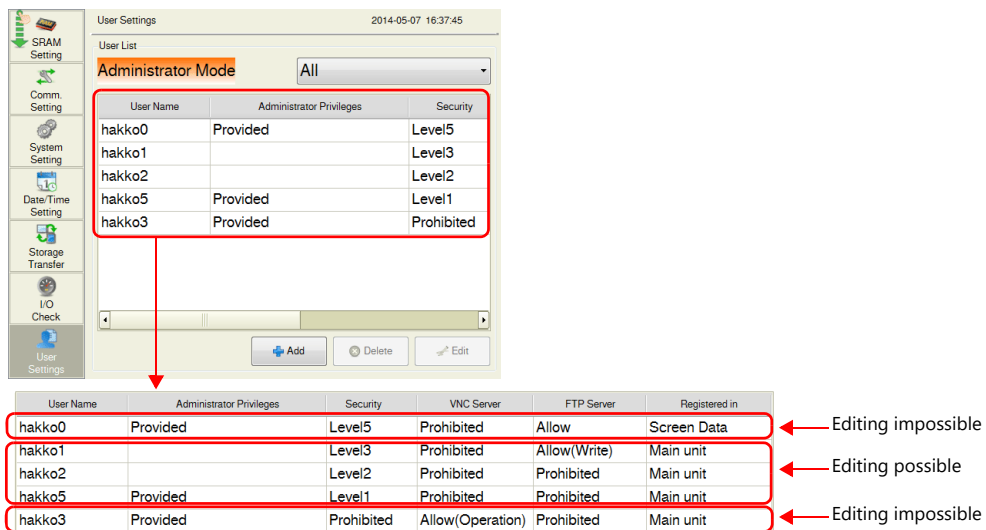 User Settings 2014-05-07 16:37:45
SRAM
Setting
Comm.
Setting
System
Setting
Date/Time
Setting
Storage
Transfer
I/O
Check
User
Settings
User List
Administrator Mode All
User Name Administrator Privileges Security
hakko0 Provided Level5
hakko1 Level3
hakko2 Level2
hakko5 Provided Level1
hakko3 Provided Prohibited
Add Delete Edit
User Name Administrator Privileges Security VNC Server FTP Server Registered in
hakko0 Provided Level5 Prohibited Allow Screen Data Editing impossible
hakko1 Level3 Prohibited Allow(Write) Main unit
hakko2 Level2 Prohibited Prohibited Main unit Editing possible
hakko5 Provided Level1 Prohibited Prohibited Main unit
hakko3 Provided Prohibited Allow(Operation) Prohibited Main unit Editing impossible